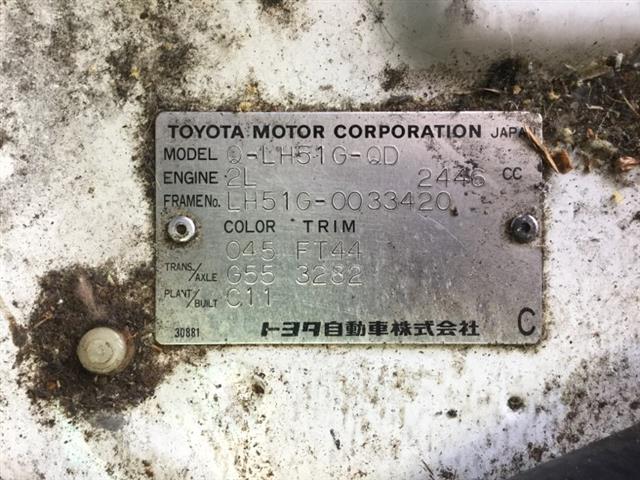 TOYOTA MOTOR CORPORATION JAPAN
MODEL Q-LH51G-QD
ENGINE 2L 2446 CC
FRAME No. LH51G-0033420
COLOR TRIM
045 FT44
TRANS./AXLE G55 3282
PLANT/BUILT C11
30881 トヨタ自動車株式会社 C